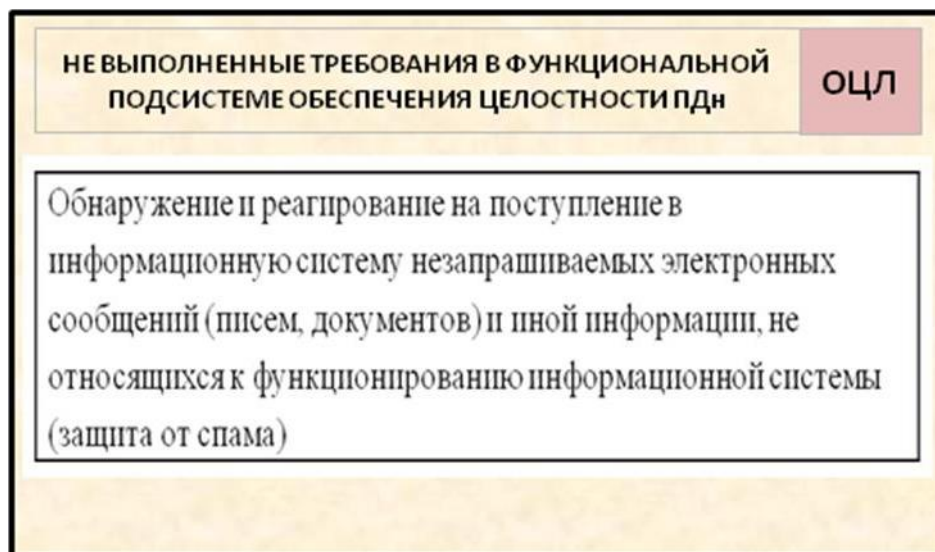 НЕ ВЫПОЛНЕННЫЕ ТРЕБОВАНИЯ В ФУНКЦИОНАЛЬНОЙ
ПОДСИСТЕМЕ ОБЕСПЕЧЕНИЯ ЦЕЛОСТНОСТИ ПДн
ОЦЛ
Обнаружение и реагирование на поступление в
информационную систему незапрашиваемых электронных
сообщений (писем, документов) и иной информации, не
относящихся к функционированию информационной системы
(защита от спама)